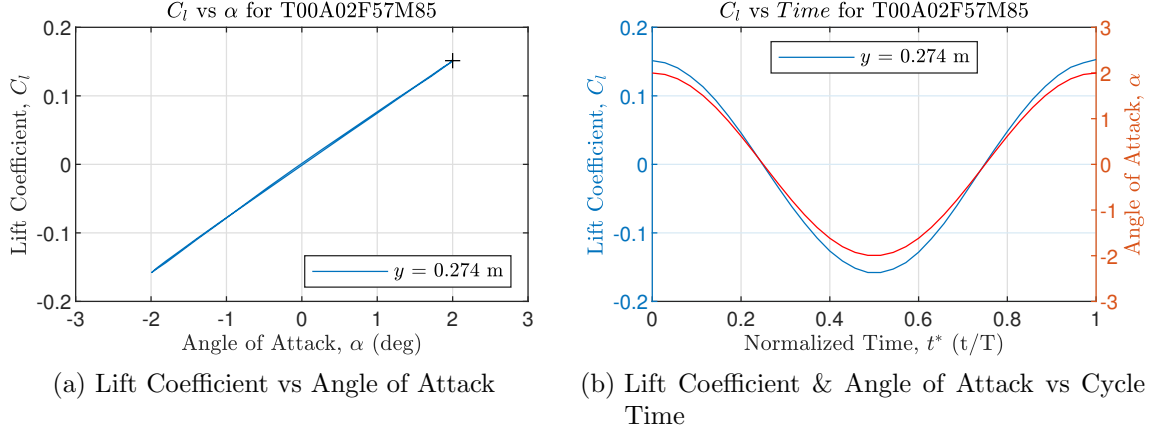 C_l vs α for T00A02F57M85
0.2
0.1
0
-0.1
-0.2
Lift Coefficient, C_l
y = 0.274 m
-3 -2 -1 0 1 2 3
Angle of Attack, α (deg)
(a) Lift Coefficient vs Angle of Attack
C_l vs Time for T00A02F57M85
0.2
0.1
0
-0.1
-0.2
Lift Coefficient, C_l
y = 0.274 m
3
2
1
0
-1
-2
-3
Angle of Attack, α
0 0.2 0.4 0.6 0.8 1
Normalized Time, t* (t/T)
(b) Lift Coefficient & Angle of Attack vs Cycle
Time